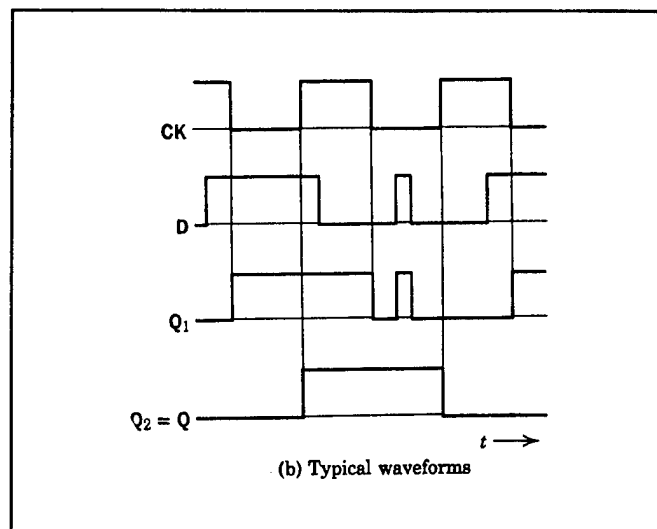 CK
D
Q₁
Q₂ = Q
t
(b) Typical waveforms